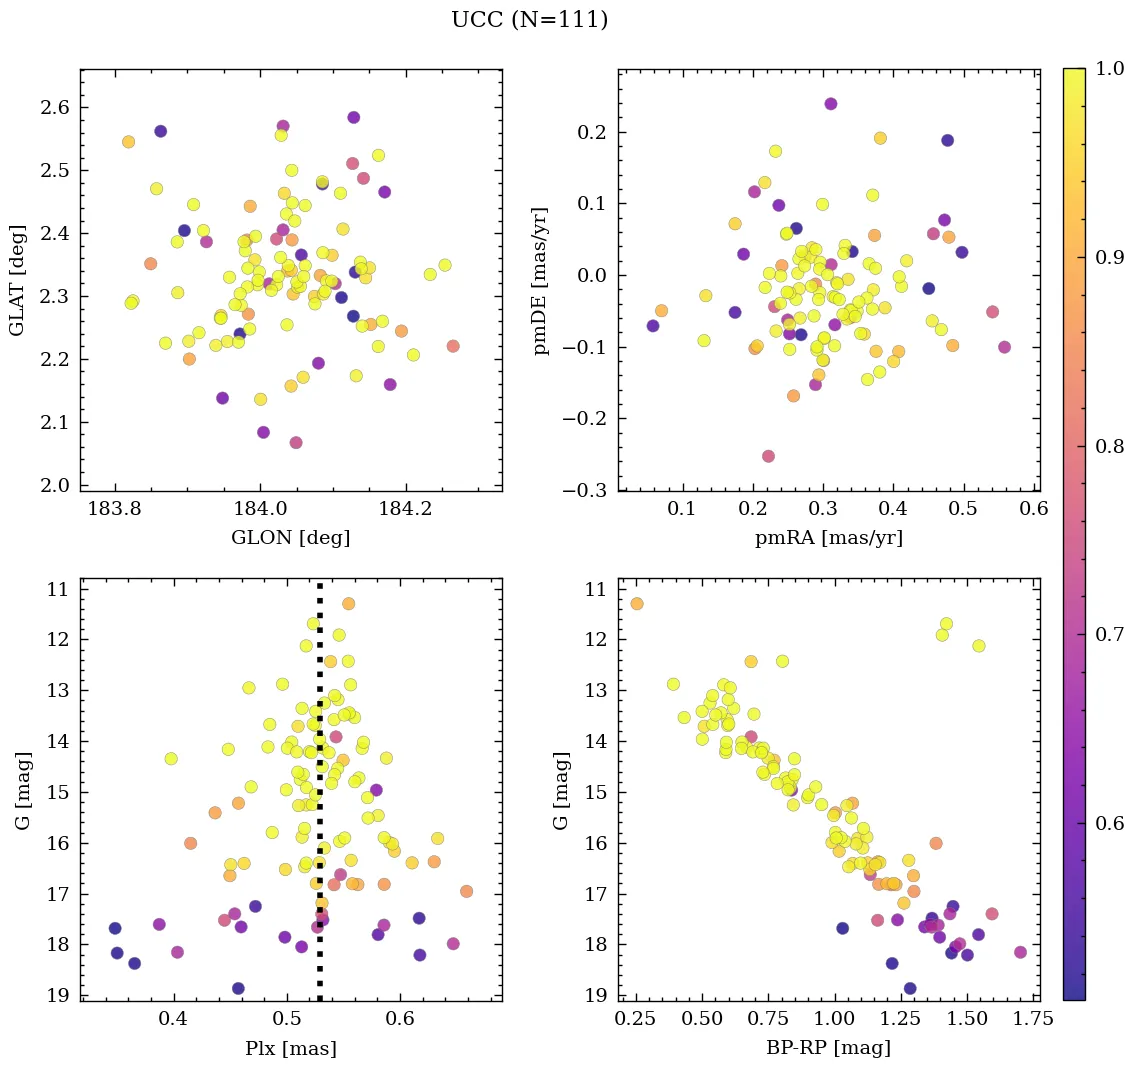 UCC (N=111)
2.6
2.5
2.4
2.3
2.2
2.1
2.0
GLAT [deg]
183.8 184.0 184.2
GLON [deg]
0.2
0.1
0.0
−0.1
−0.2
−0.3
pmDE [mas/yr]
0.1 0.2 0.3 0.4 0.5 0.6
pmRA [mas/yr]
1.0
0.9
0.8
0.7
0.6
11
12
13
14
15
16
17
18
19
G [mag]
0.4 0.5 0.6
Plx [mas]
11
12
13
14
15
16
17
18
19
G [mag]
0.25 0.50 0.75 1.00 1.25 1.50 1.75
BP-RP [mag]